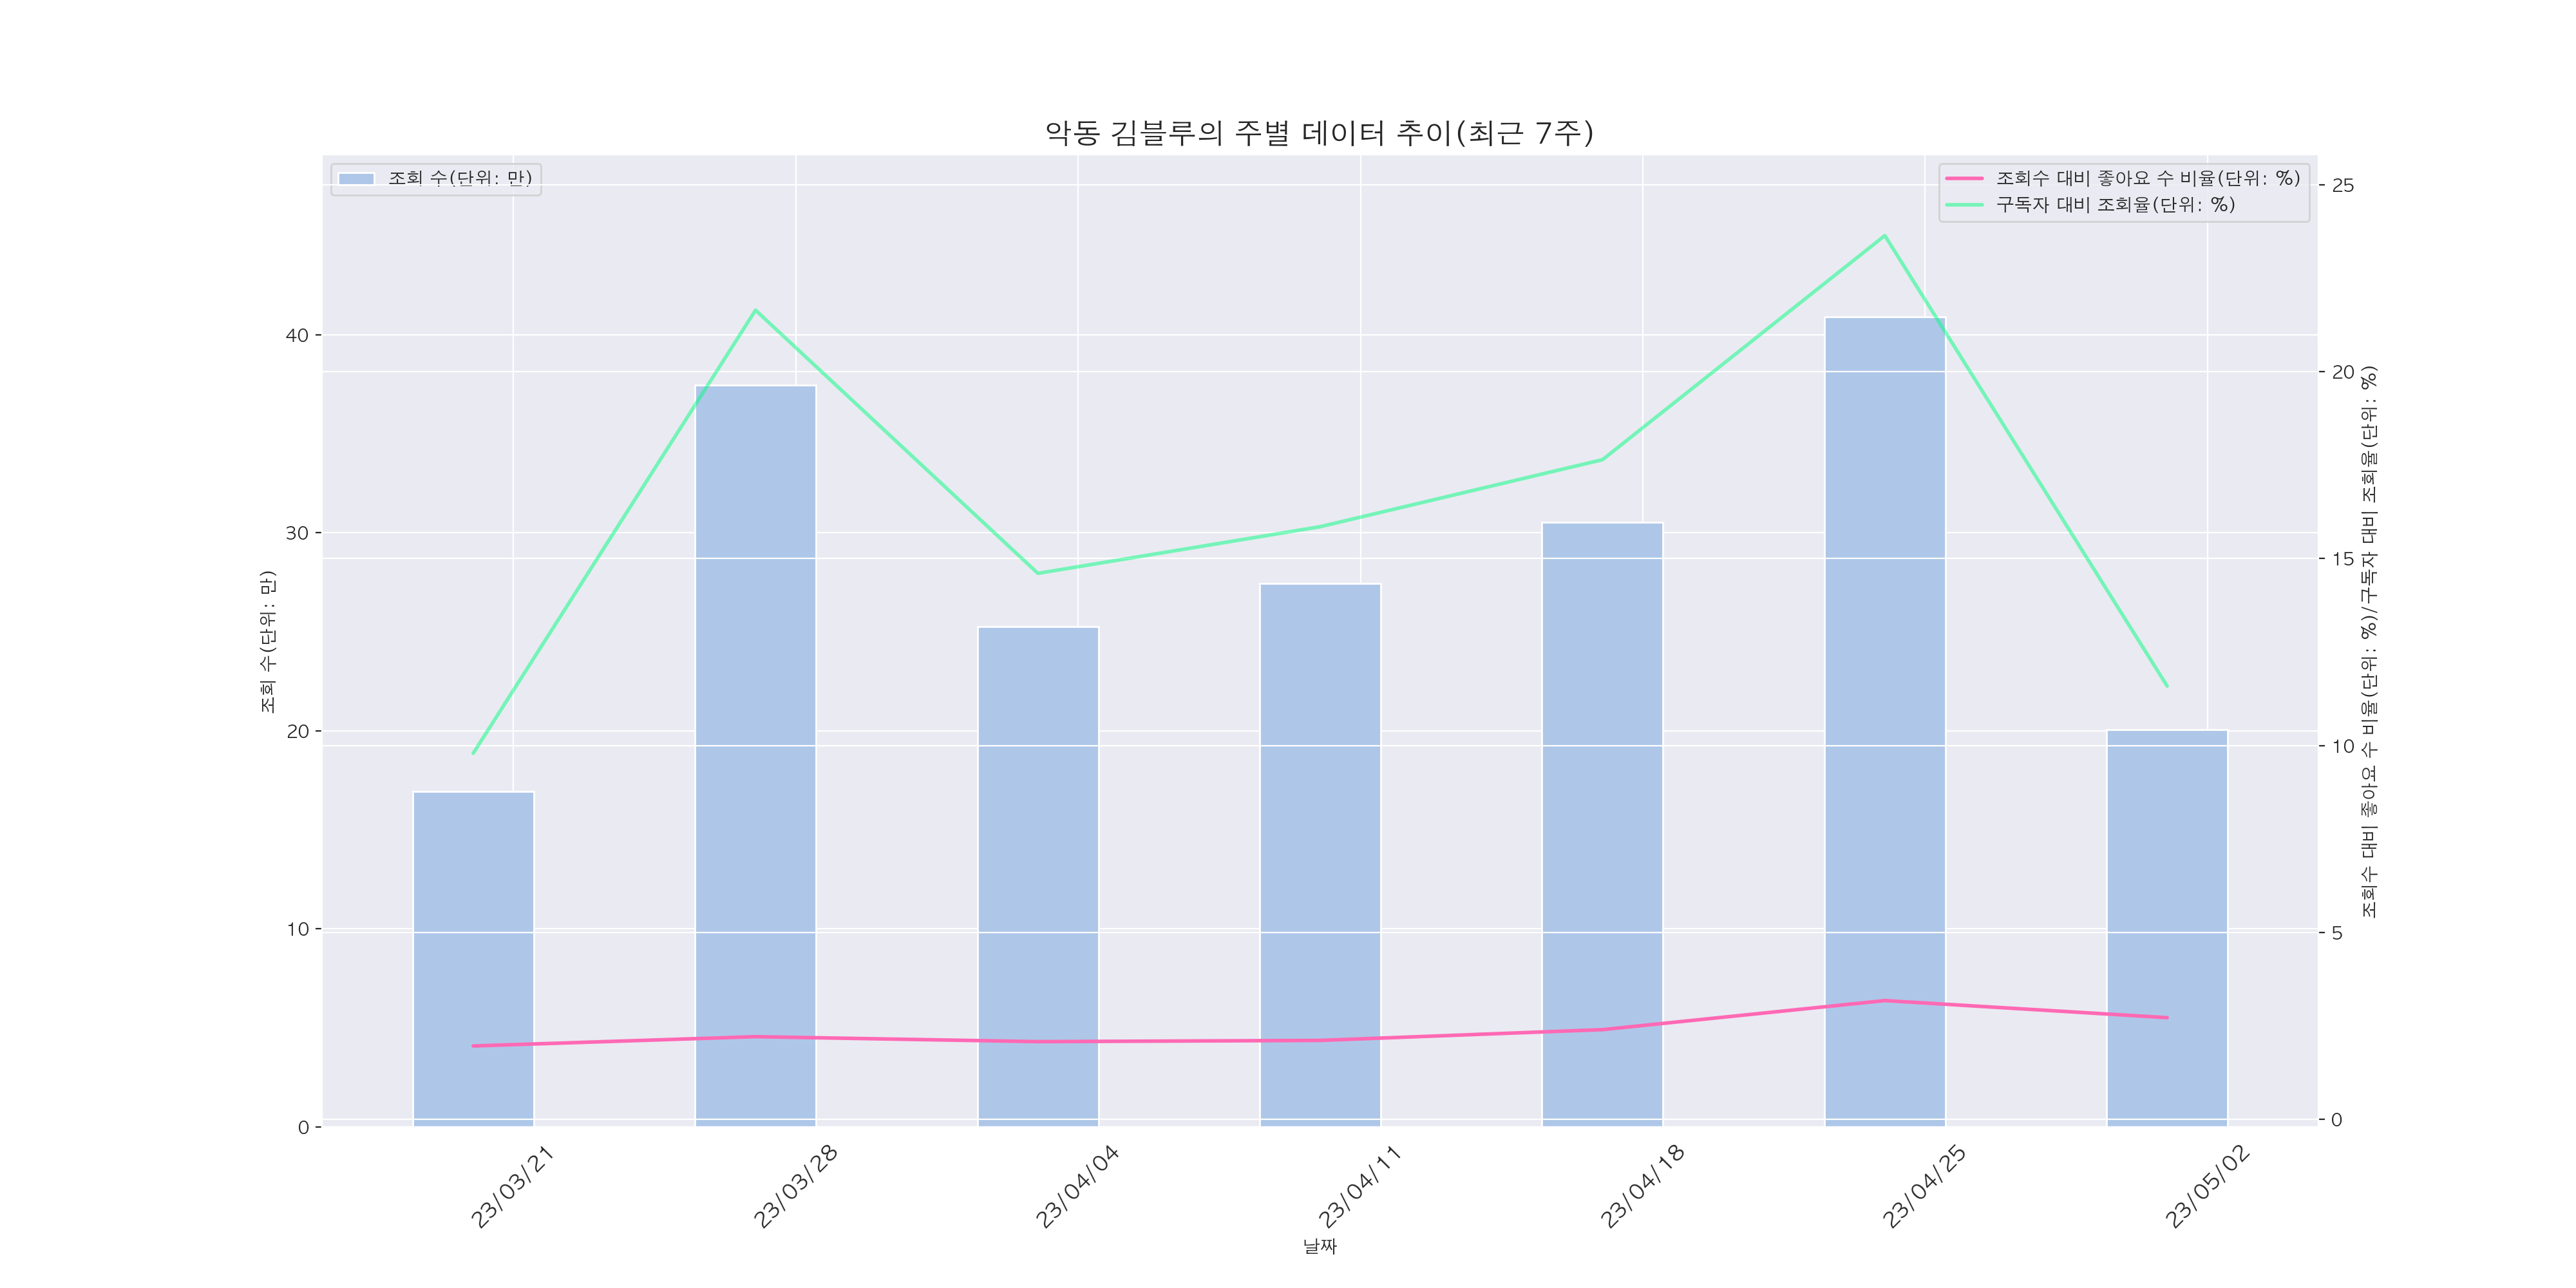 악동 김블루의 주별 데이터 추이(최근 7주)
조회 수(단위: 만)
조회수 대비 좋아요 수 비율(단위: %)
구독자 대비 조회율(단위: %)
조회 수(단위: 만)
40
30
20
10
0
25
20
15
10
5
0
조회수 대비 좋아요 수 비율(단위: %)/구독자 대비 조회율(단위: %)
23/03/21
23/03/28
23/04/04
23/04/11
23/04/18
23/04/25
23/05/02
날짜